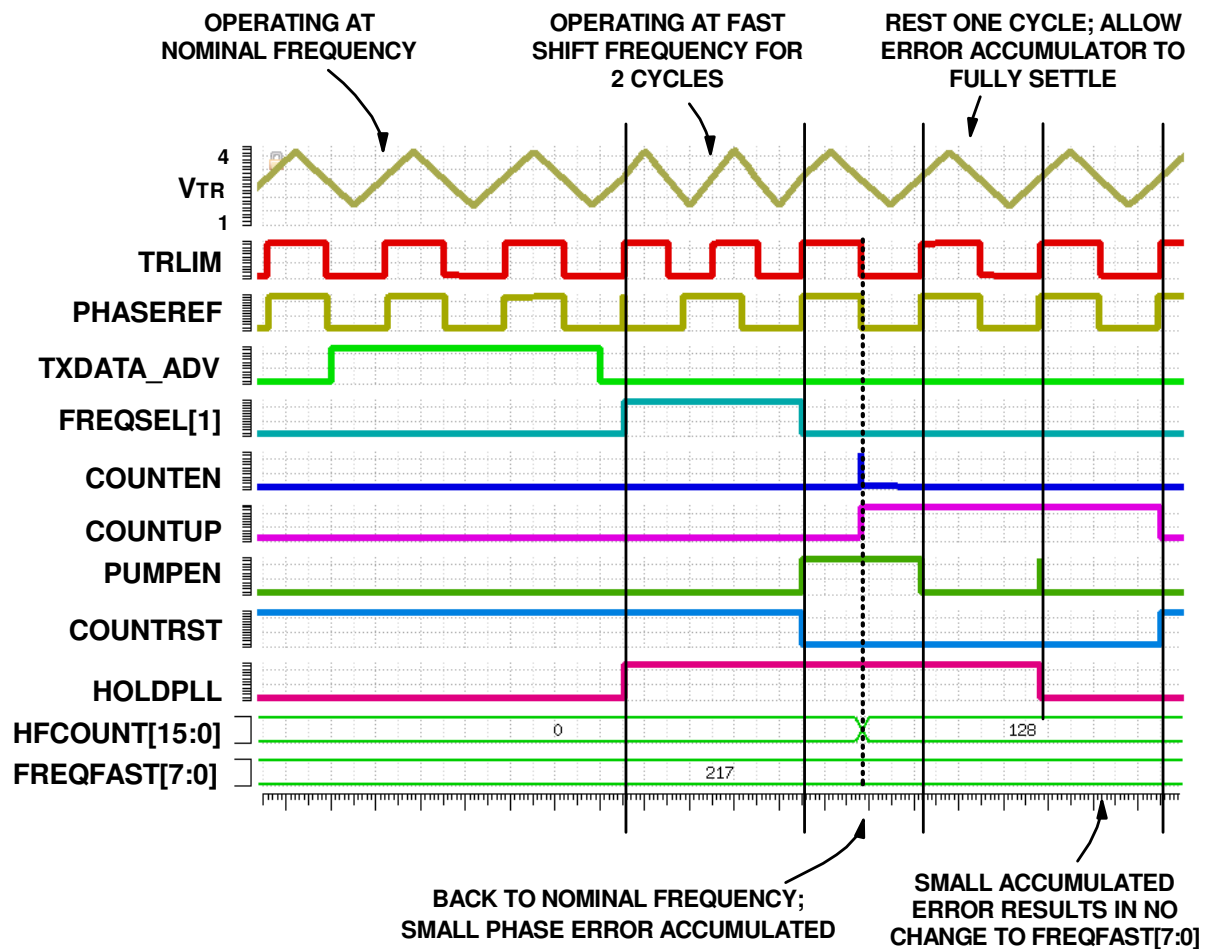 OPERATING AT
NOMINAL FREQUENCY
OPERATING AT FAST
SHIFT FREQUENCY FOR
2 CYCLES
REST ONE CYCLE; ALLOW
ERROR ACCUMULATOR TO
FULLY SETTLE
4
VTR
1
TRLIM
PHASEREF
TXDATA_ADV
FREQSEL[1]
COUNTEN
COUNTUP
PUMPEN
COUNTRST
HOLDPLL
HFCOUNT[15:0]
0
128
FREQFAST[7:0]
217
BACK TO NOMINAL FREQUENCY;
SMALL PHASE ERROR ACCUMULATED
SMALL ACCUMULATED
ERROR RESULTS IN NO
CHANGE TO FREQFAST[7:0]